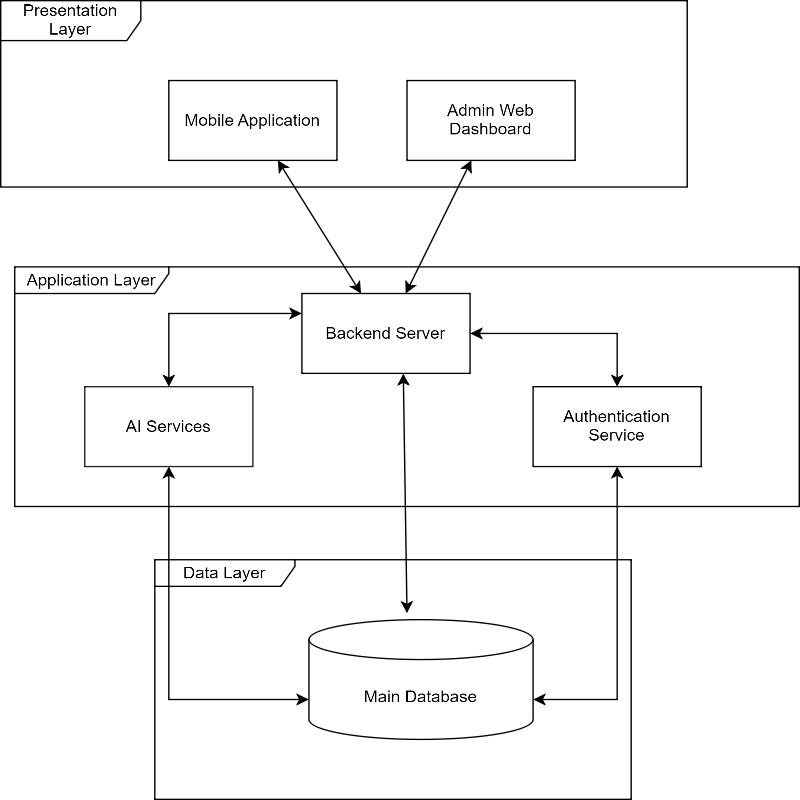 Presentation
Layer
Mobile Application
Admin Web
Dashboard
Application Layer
Backend Server
AI Services
Authentication
Service
Data Layer
Main Database